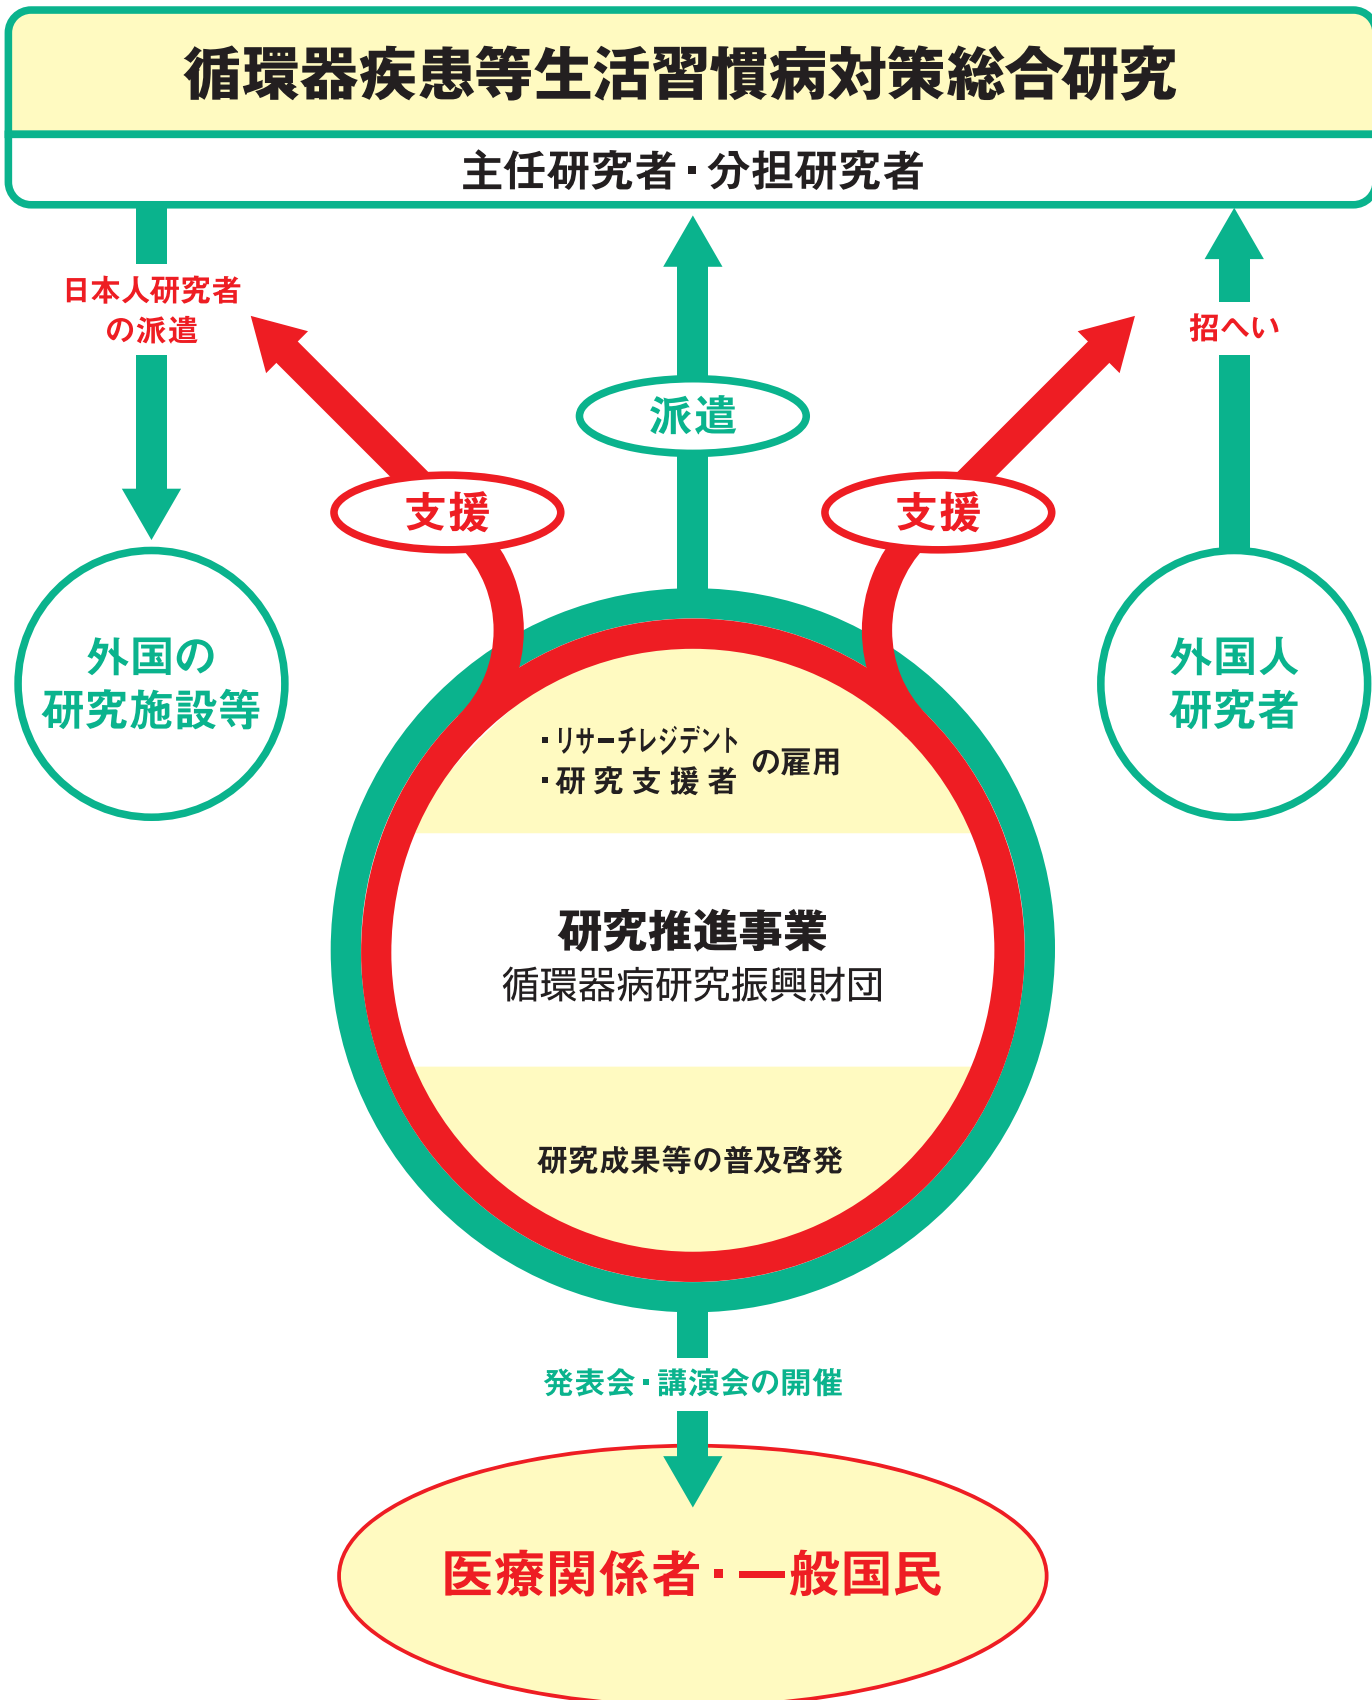 循環器疾患等生活習慣病対策総合研究
主任研究者・分担研究者
日本人研究者
の派遣
招へい
派遣
支援
支援
外国の
研究施設等
外国人
研究者
・リサーチレジデント
・研究支援者
の雇用
研究推進事業
循環器病研究振興財団
研究成果等の普及啓発
発表会・講演会の開催
医療関係者・一般国民